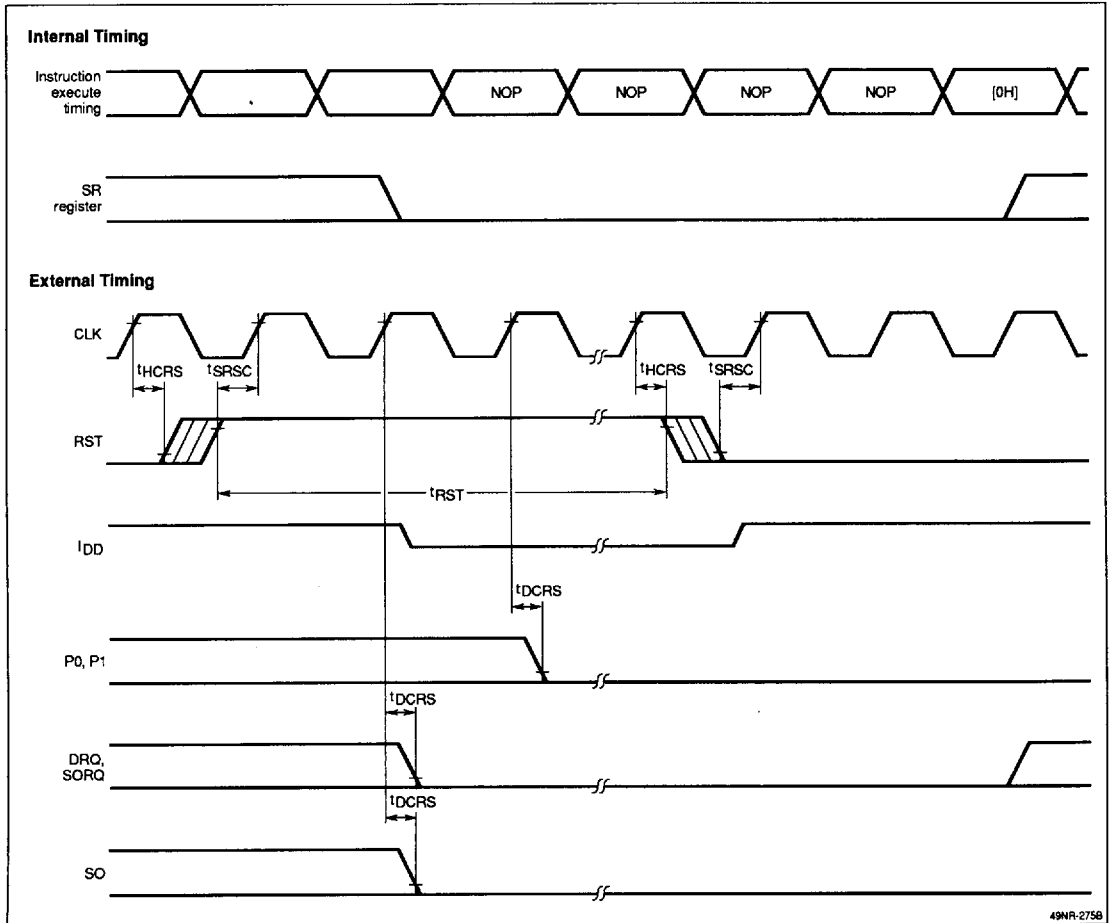 Internal Timing
Instruction
execute
timing
NOP
NOP
NOP
NOP
[0H]
SR
register
External Timing
CLK
tHCRS
tSRSC
tHCRS
tSRSC
RST
tRST
IDD
tDCRS
P0, P1
tDCRS
DRQ,
SORQ
tDCRS
SO
49NR-275B